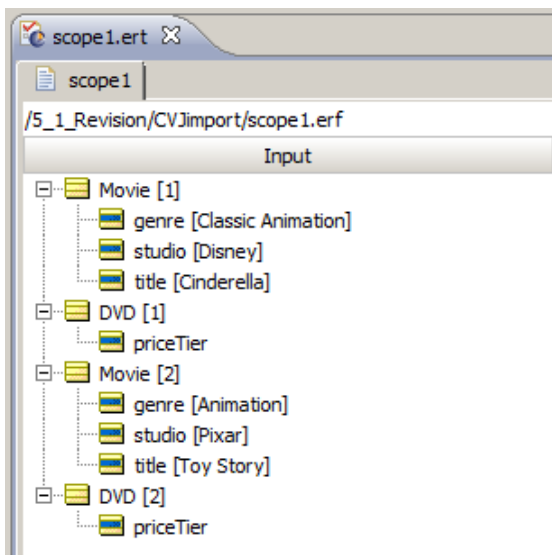 scope1.ert
scope1
/5_1_Revision/CVJimport/scope1.erf
Input
Movie [1]
genre [Classic Animation]
studio [Disney]
title [Cinderella]
DVD [1]
priceTier
Movie [2]
genre [Animation]
studio [Pixar]
title [Toy Story]
DVD [2]
priceTier